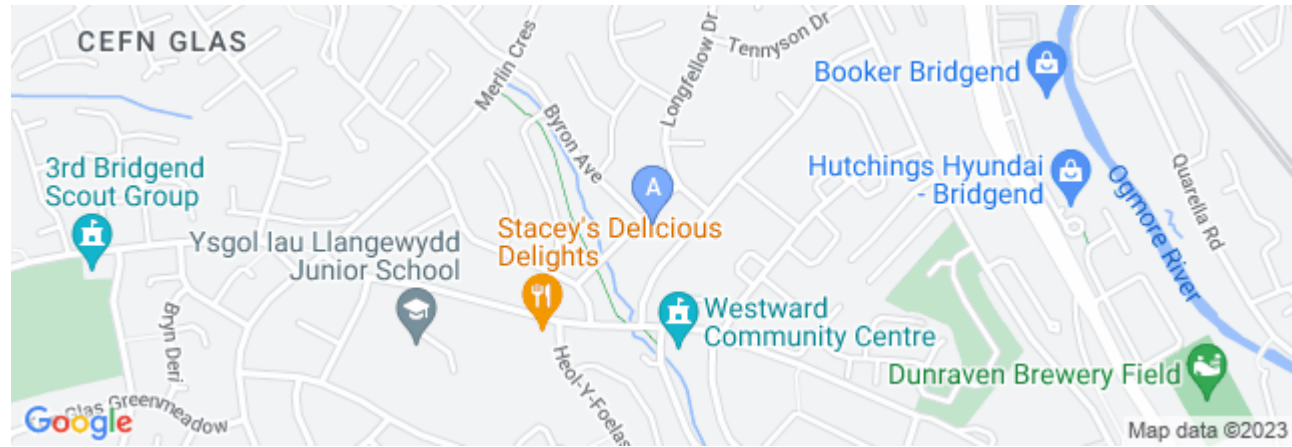 CEFN GLAS
Merlin Cres
Byron Ave
Longfellow Dr
Tennyson Dr
Booker Bridgend
3rd Bridgend
Scout Group
A
Hutchings Hyundai
- Bridgend
Ogmore River
Quarella Rd
Ysgol Iau Llangewydd
Junior School
Stacey's Delicious
Delights
Westward
Community Centre
Bryn Deri
Heol-Y-Foelas
Dunraven Brewery Field
Glas Greenmeadow
Google
Map data ©2023